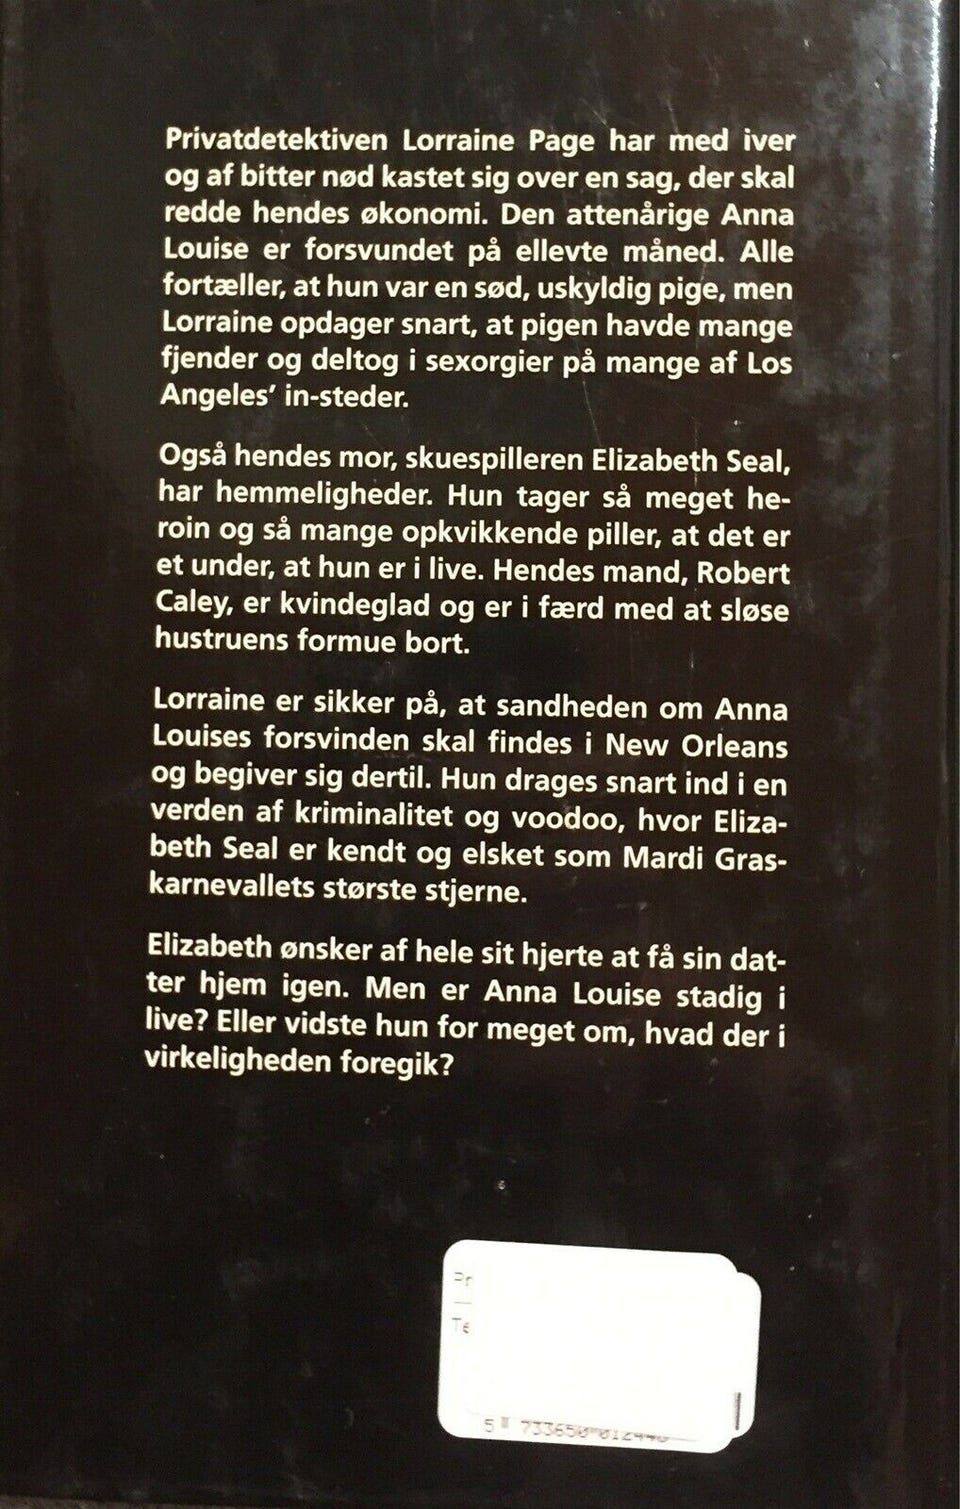 Privatdetektiven Lorraine Page har med iver
og af bitter nød kastet sig over en sag, der skal
redde hendes økonomi. Den attenårige Anna
Louise er forsvundet på ellevte måned. Alle
fortæller, at hun var en sød, uskyldig pige, men
Lorraine opdager snart, at pigen havde mange
fjender og deltog i sexorgier på mange af Los
Angeles' in-steder.
Også hendes mor, skuespilleren Elizabeth Seal,
har hemmeligheder. Hun tager så meget he-
roin og så mange opkvikkende piller, at det er
et under, at hun er i live. Hendes mand, Robert
Caley, er kvindeglad og er i færd med at sløse
hustruens formue bort.
Lorraine er sikker på, at sandheden om Anna
Louises forsvinden skal findes i New Orleans
og begiver sig dertil. Hun drages snart ind i en
verden af kriminalitet og voodoo, hvor Eliza-
beth Seal er kendt og elsket som Mardi Gras-
karnevallets største stjerne.
Elizabeth ønsker af hele sit hjerte at få sin dat-
ter hjem igen. Men er Anna Louise stadig i
live? Eller vidste hun for meget om, hvad der i
virkeligheden foregik?
Pr
Te